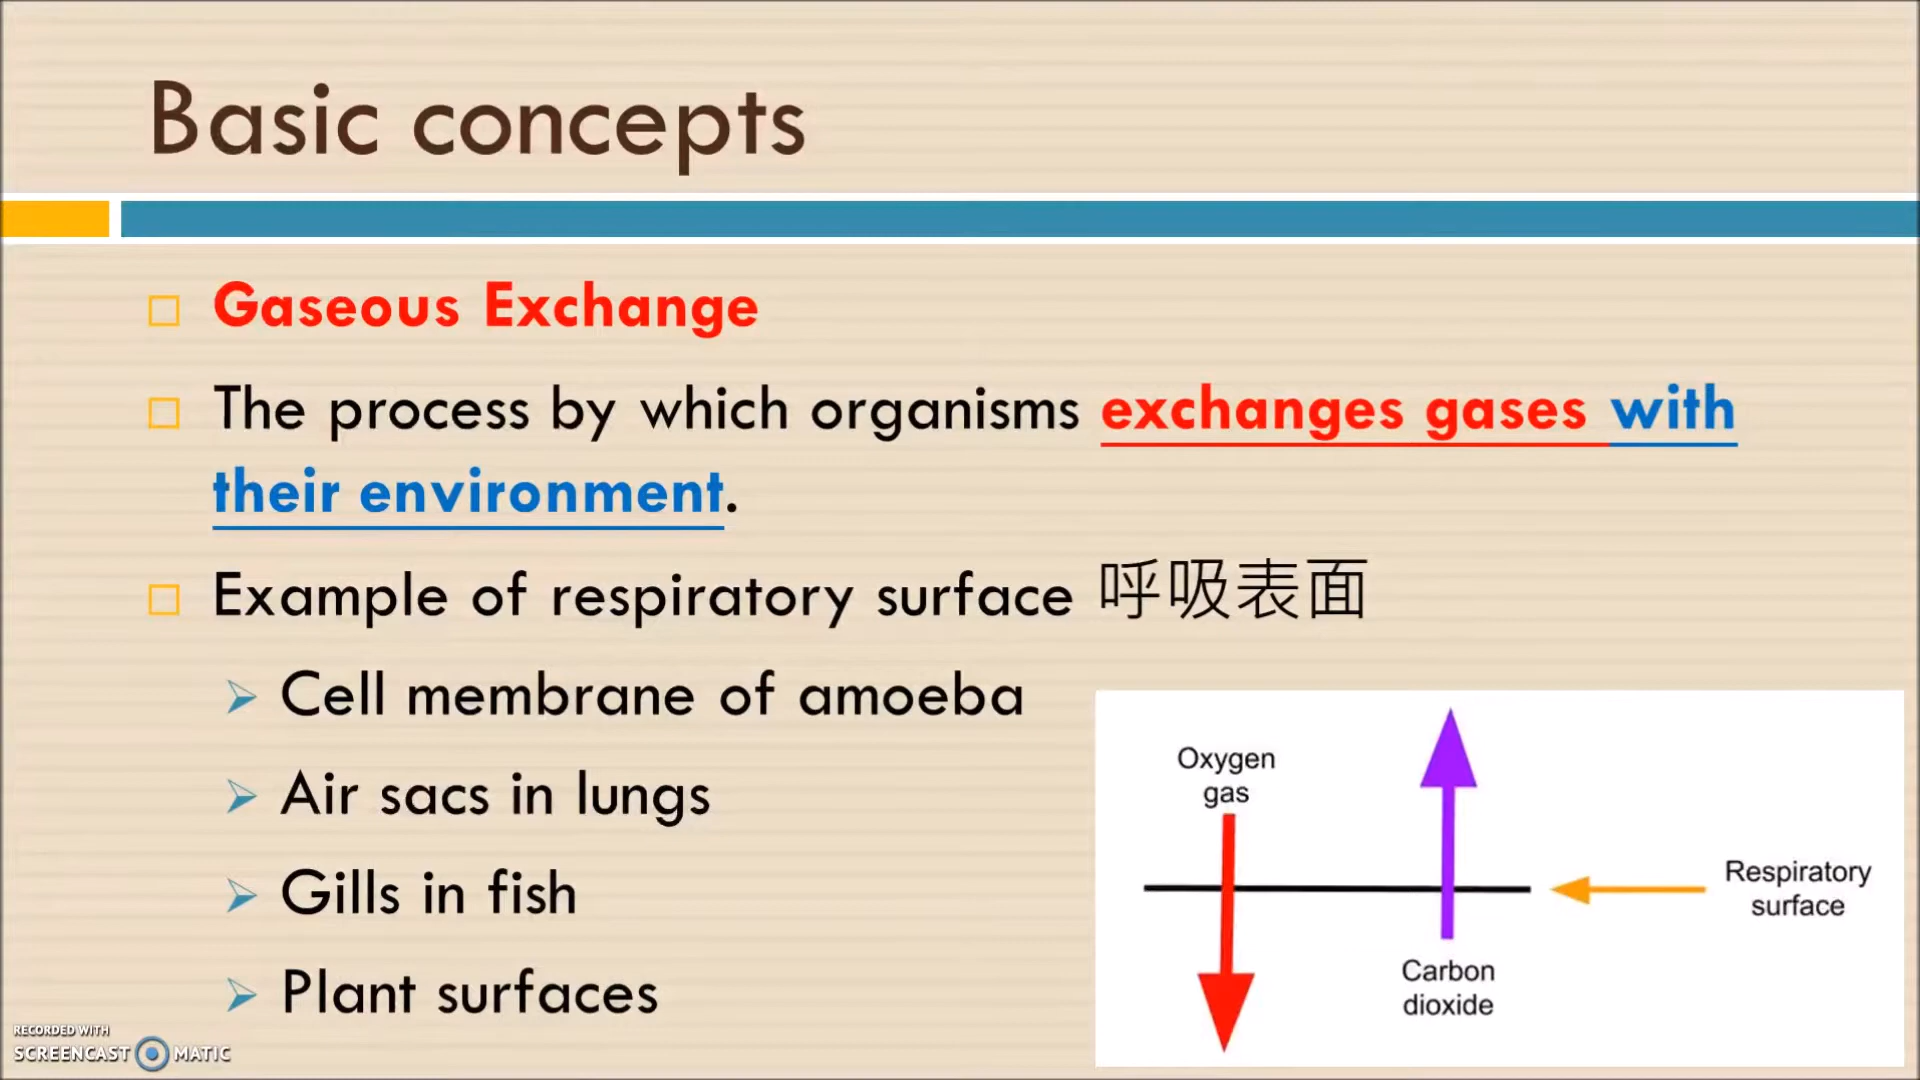 Basic concepts
Gaseous Exchange
The process by which organisms exchanges gases with
their environment.
Example of respiratory surface 呼吸表面
Cell membrane of amoeba
Air sacs in lungs
Gills in fish
Plant surfaces
Oxygen
gas
Respiratory
surface
Carbon
dioxide
RECORDED WITH
SCREENCAST MATIC